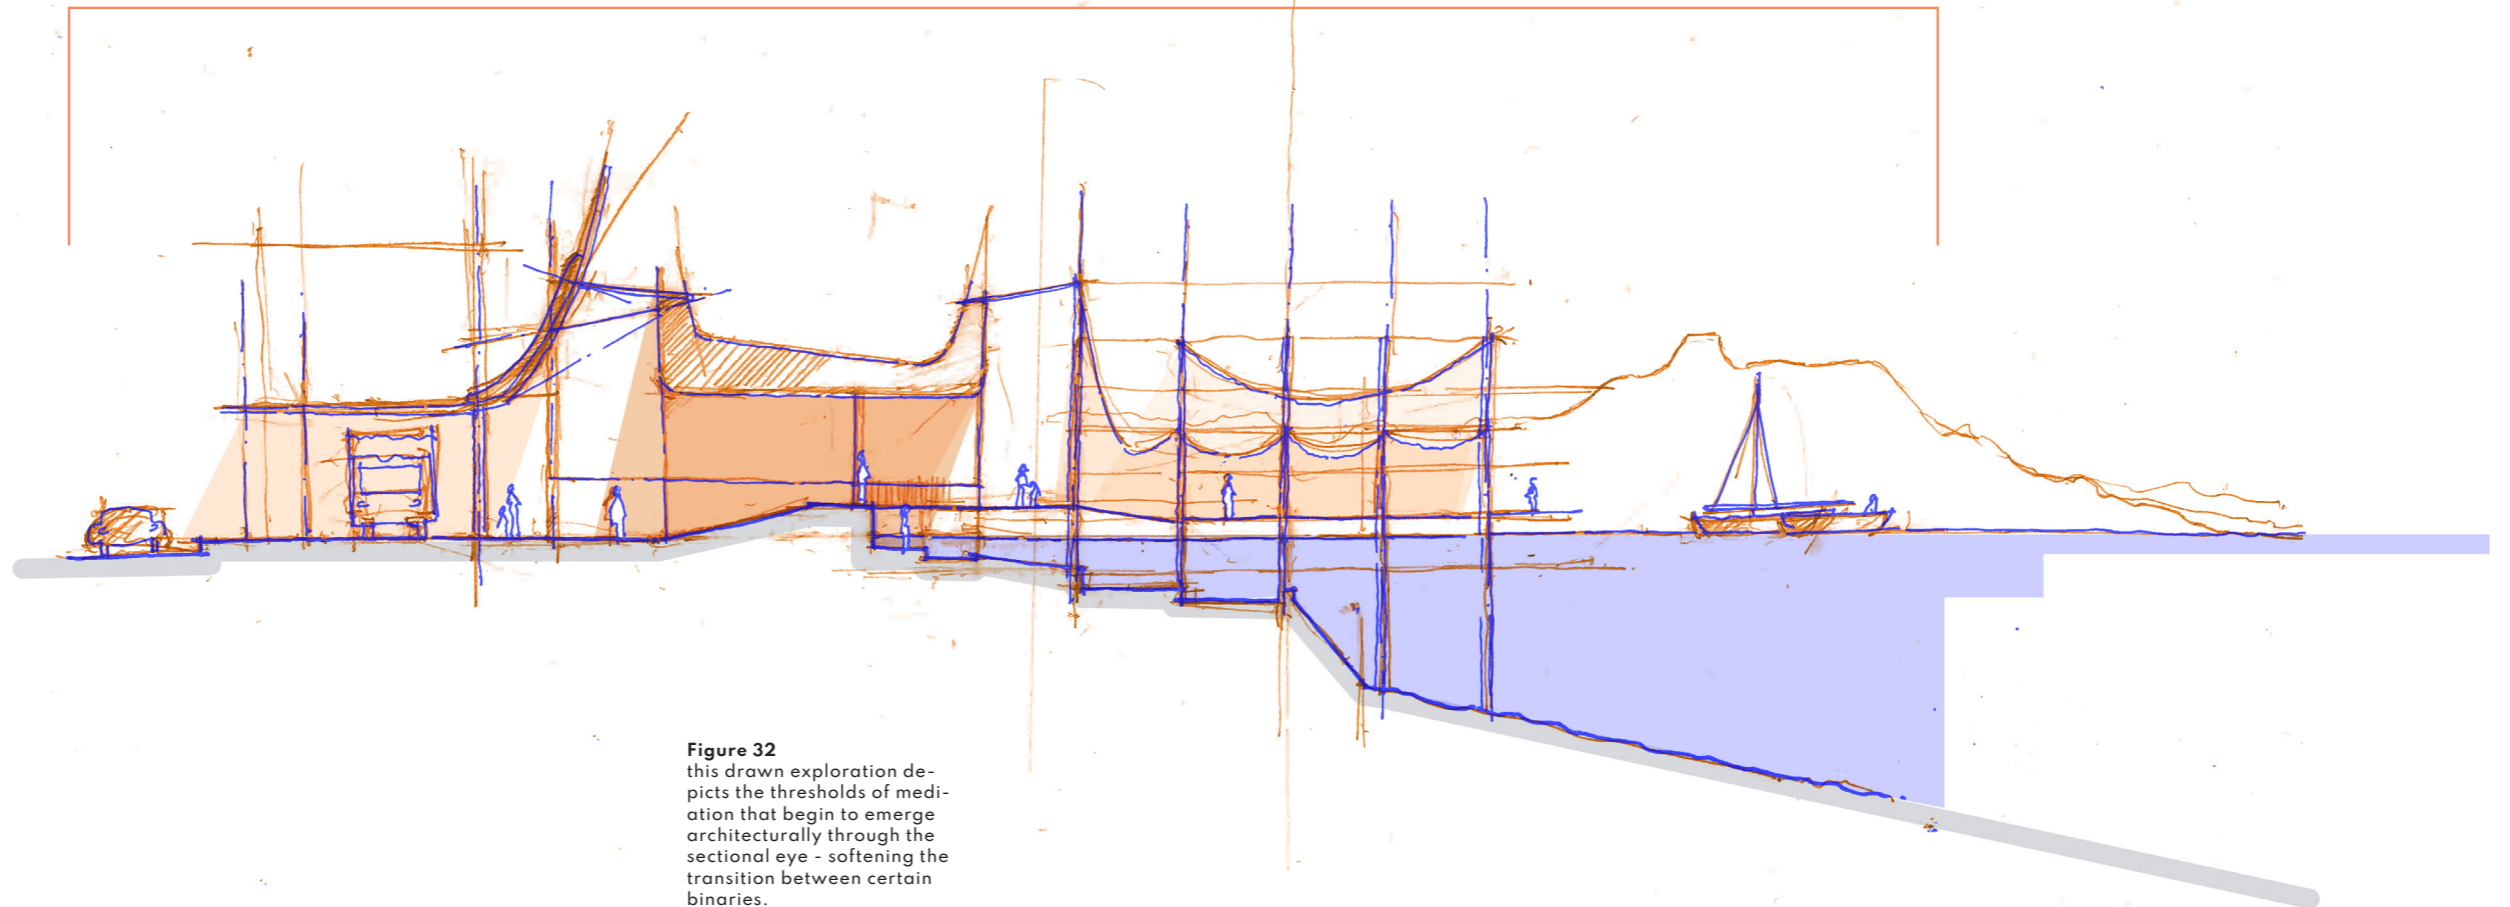 Figure 32
this drawn exploration de-
picts the thresholds of medi-
ation that begin to emerge
architecturally through the
sectional eye - softening the
transition between certain
binaries.